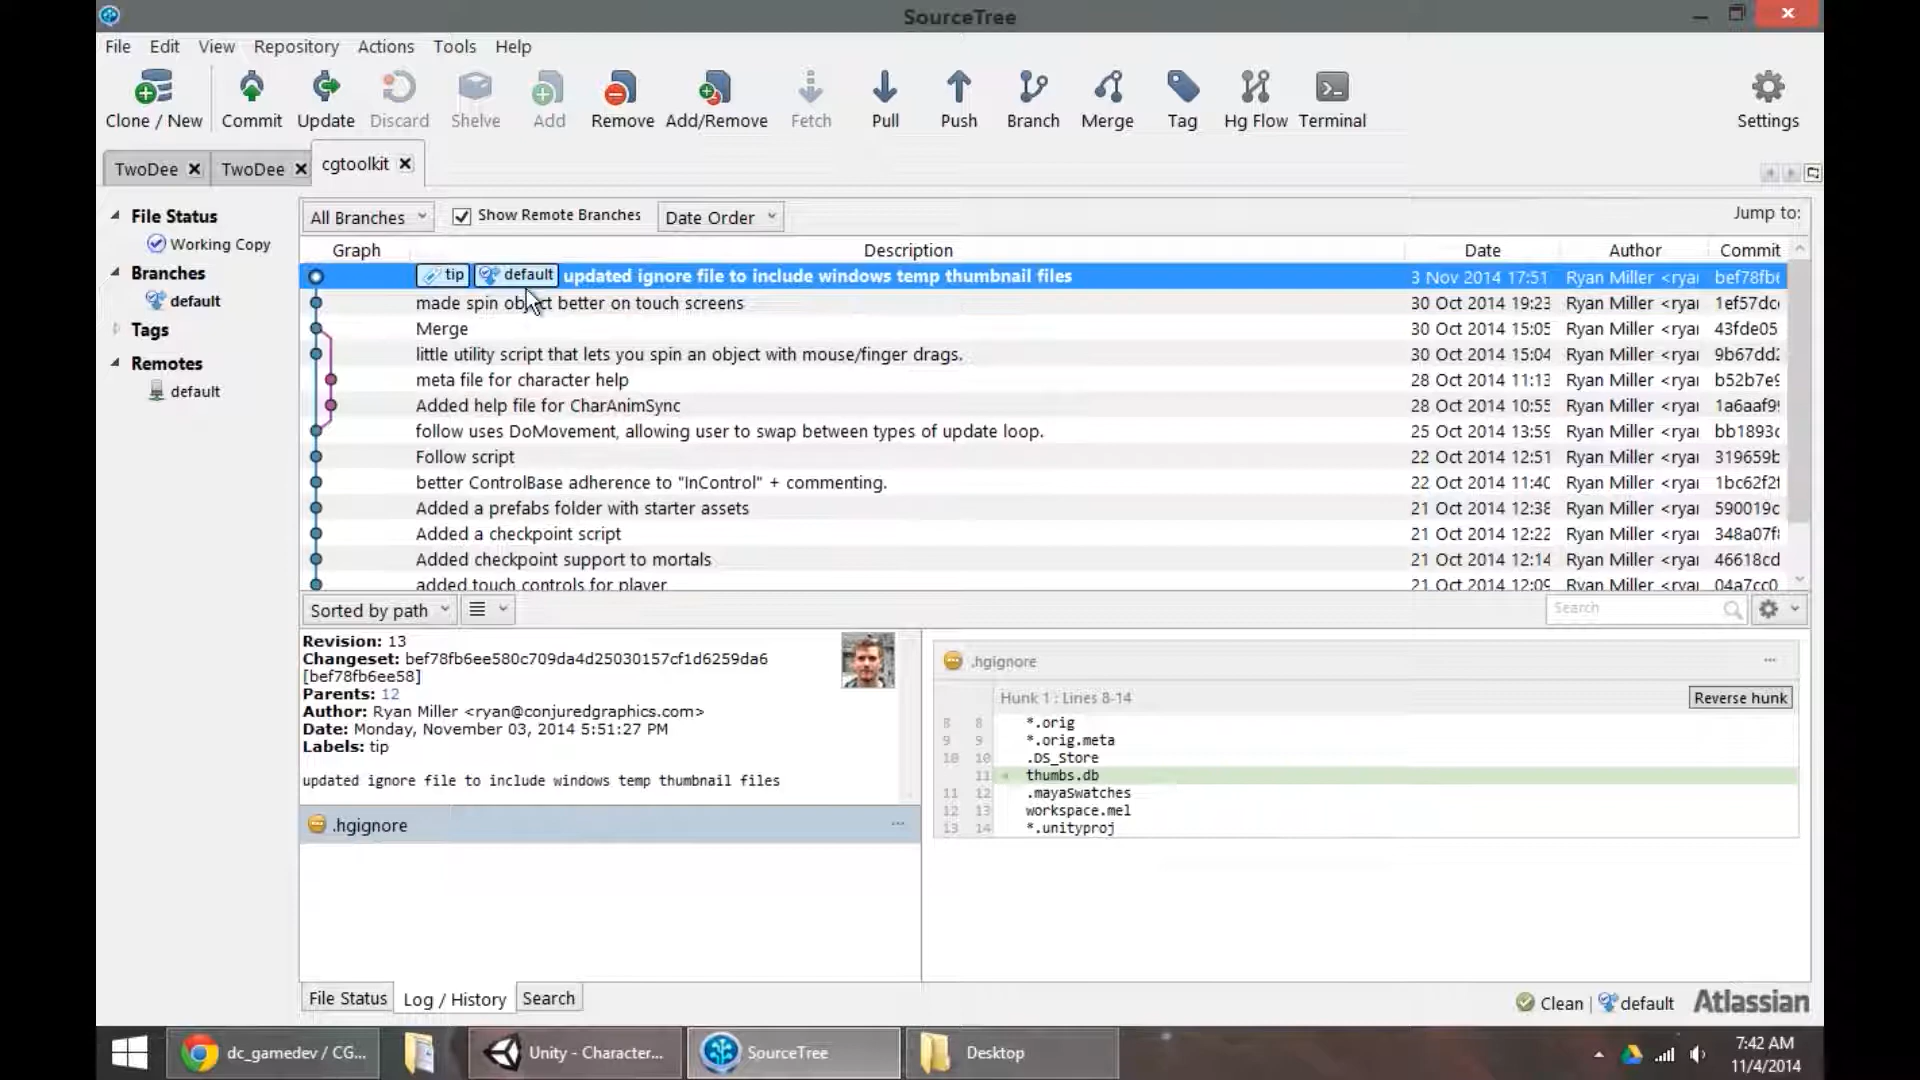 SourceTree
File Edit View Repository Actions Tools Help
Clone / New Commit Update Discard Shelve Add Remove Add/Remove Fetch Pull Push Branch Merge Tag Hg Flow Terminal Settings
TwoDee TwoDee cgtoolkit
File Status
Working Copy
Branches
default
Tags
Remotes
default
All Branches Show Remote Branches Date Order Jump to:
Graph Description Date Author Commit
tip default updated ignore file to include windows temp thumbnail files 3 Nov 2014 17:51 Ryan Miller <ryai bef78fb
made spin object better on touch screens 30 Oct 2014 19:23 Ryan Miller <ryai 1ef57dc
Merge 30 Oct 2014 15:05 Ryan Miller <ryai 43fde05
little utility script that lets you spin an object with mouse/finger drags. 30 Oct 2014 15:04 Ryan Miller <ryai 9b67dd
meta file for character help 28 Oct 2014 11:13 Ryan Miller <ryai b52b7e
Added help file for CharAnimSync 28 Oct 2014 10:55 Ryan Miller <ryai 1a6aaf9
follow uses DoMovement, allowing user to swap between types of update loop. 25 Oct 2014 13:59 Ryan Miller <ryai bb1893
Follow script 22 Oct 2014 12:51 Ryan Miller <ryai 319659b
better ControlBase adherence to "InControl" + commenting. 22 Oct 2014 11:40 Ryan Miller <ryai 1bc62f2
Added a prefabs folder with starter assets 21 Oct 2014 12:38 Ryan Miller <ryai 590019c
Added a checkpoint script 21 Oct 2014 12:22 Ryan Miller <ryai 348a07f
Added checkpoint support to mortals 21 Oct 2014 12:14 Ryan Miller <ryai 46618cd
added touch controls for player 21 Oct 2014 12:09 Ryan Miller <ryai 04a7cc0
Sorted by path Search
Revision: 13
Changeset: bef78fb6ee580c709da4d25030157cf1d6259da6
[bef78fb6ee58]
Parents: 12
Author: Ryan Miller <ryan@conjuredgraphics.com>
Date: Monday, November 03, 2014 5:51:27 PM
Labels: tip
updated ignore file to include windows temp thumbnail files
.hgignore
.hgignore
Hunk 1 : Lines 8-14 Reverse hunk
8 8 *.orig
9 9 *.orig.meta
10 10 .DS_Store
11 + thumbs.db
11 12 .mayaSwatches
12 13 workspace.mel
13 14 *.unityproj
File Status Log / History Search
Clean | default Atlassian
dc_gamedev / CG... Unity - Character... SourceTree Desktop
7:42 AM
11/4/2014